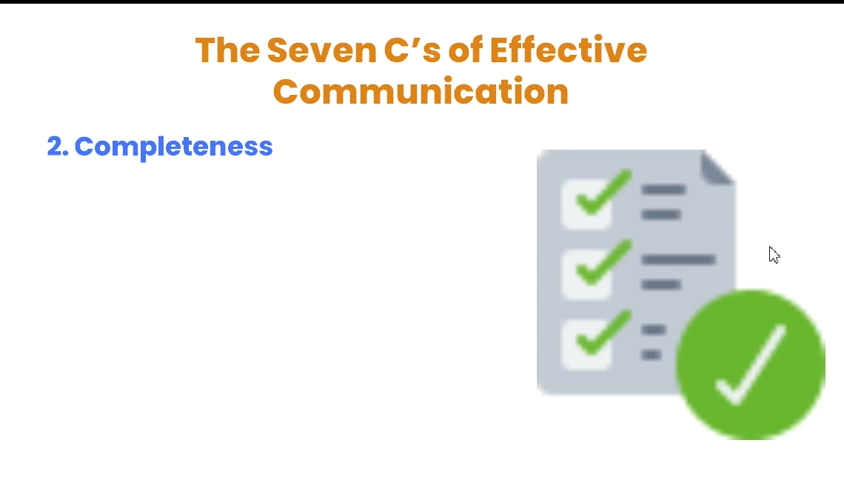 The Seven C’s of Effective
Communication
2. Completeness